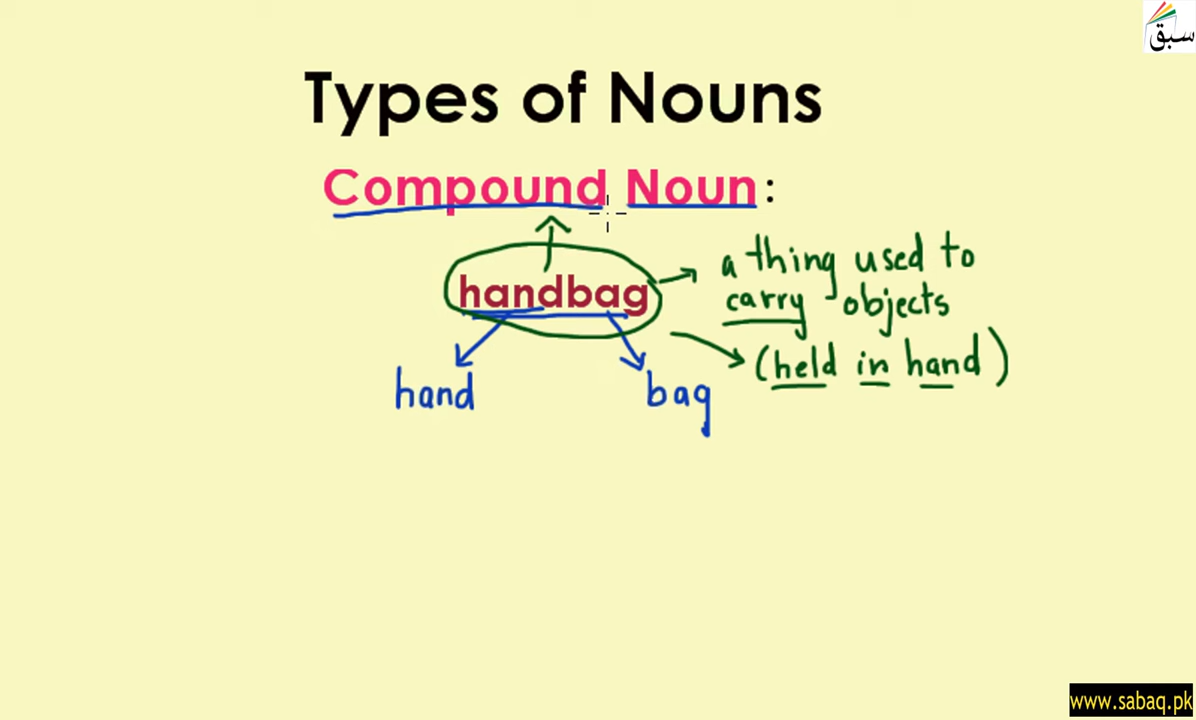 سبق
Types of Nouns
Compound Noun:
handbag
a thing used to
carry objects
(held in hand)
hand
bag
www.sabaq.pk